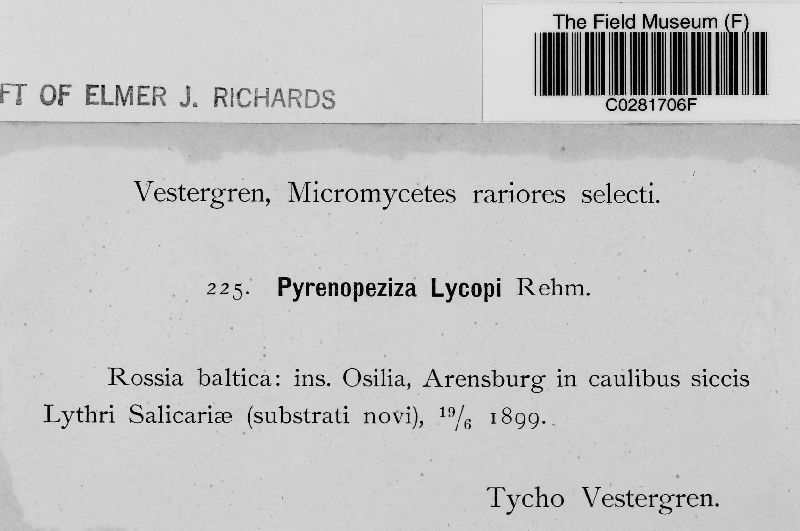 The Field Museum (F)
C0281706F
FT OF ELMER J. RICHARDS
Vestergren, Micromycetes rariores selecti.
225. Pyrenopeziza Lycopi Rehm.
Rossia baltica: ins. Osilia, Arensburg in caulibus siccis
Lythri Salicariæ (substrati novi), 19/6 1899.
Tycho Vestergren.